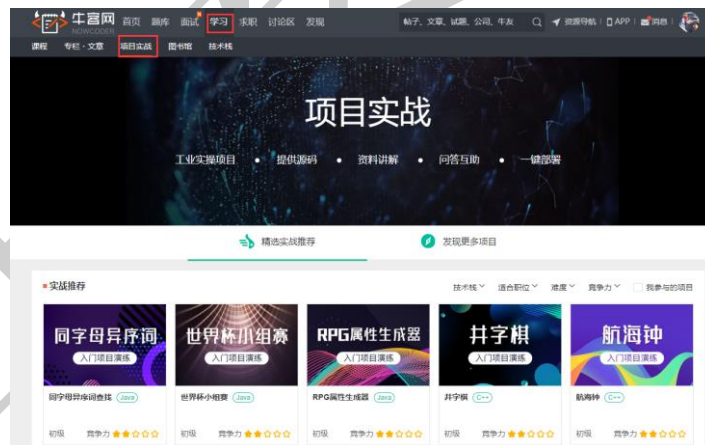 牛客网 首页 题库 面试 学习 求职 讨论区 发现 帖子、文章、试题、公司、牛友 资源导航 APP 消息
NOWCODER
课程 专栏·文章 项目实战 图书馆 技术栈
项目实战
工业实操项目 • 提供源码 • 资料讲解 • 问答互助 • 一键部署
精选实战推荐 发现更多项目
实战推荐 技术栈 适合职位 难度 竞争力 我参与的项目
同字母异序词 世界杯小组赛 RPG属性生成器 井字棋 航海钟
入门项目演练 入门项目演练 入门项目演练 入门项目演练 入门项目演练
同字母异序词查找 Java 世界杯小组赛 Java RPG属性生成器 Java 井字棋 C++ 航海钟 C++
初级 竞争力 初级 竞争力 初级 竞争力 初级 竞争力 初级 竞争力